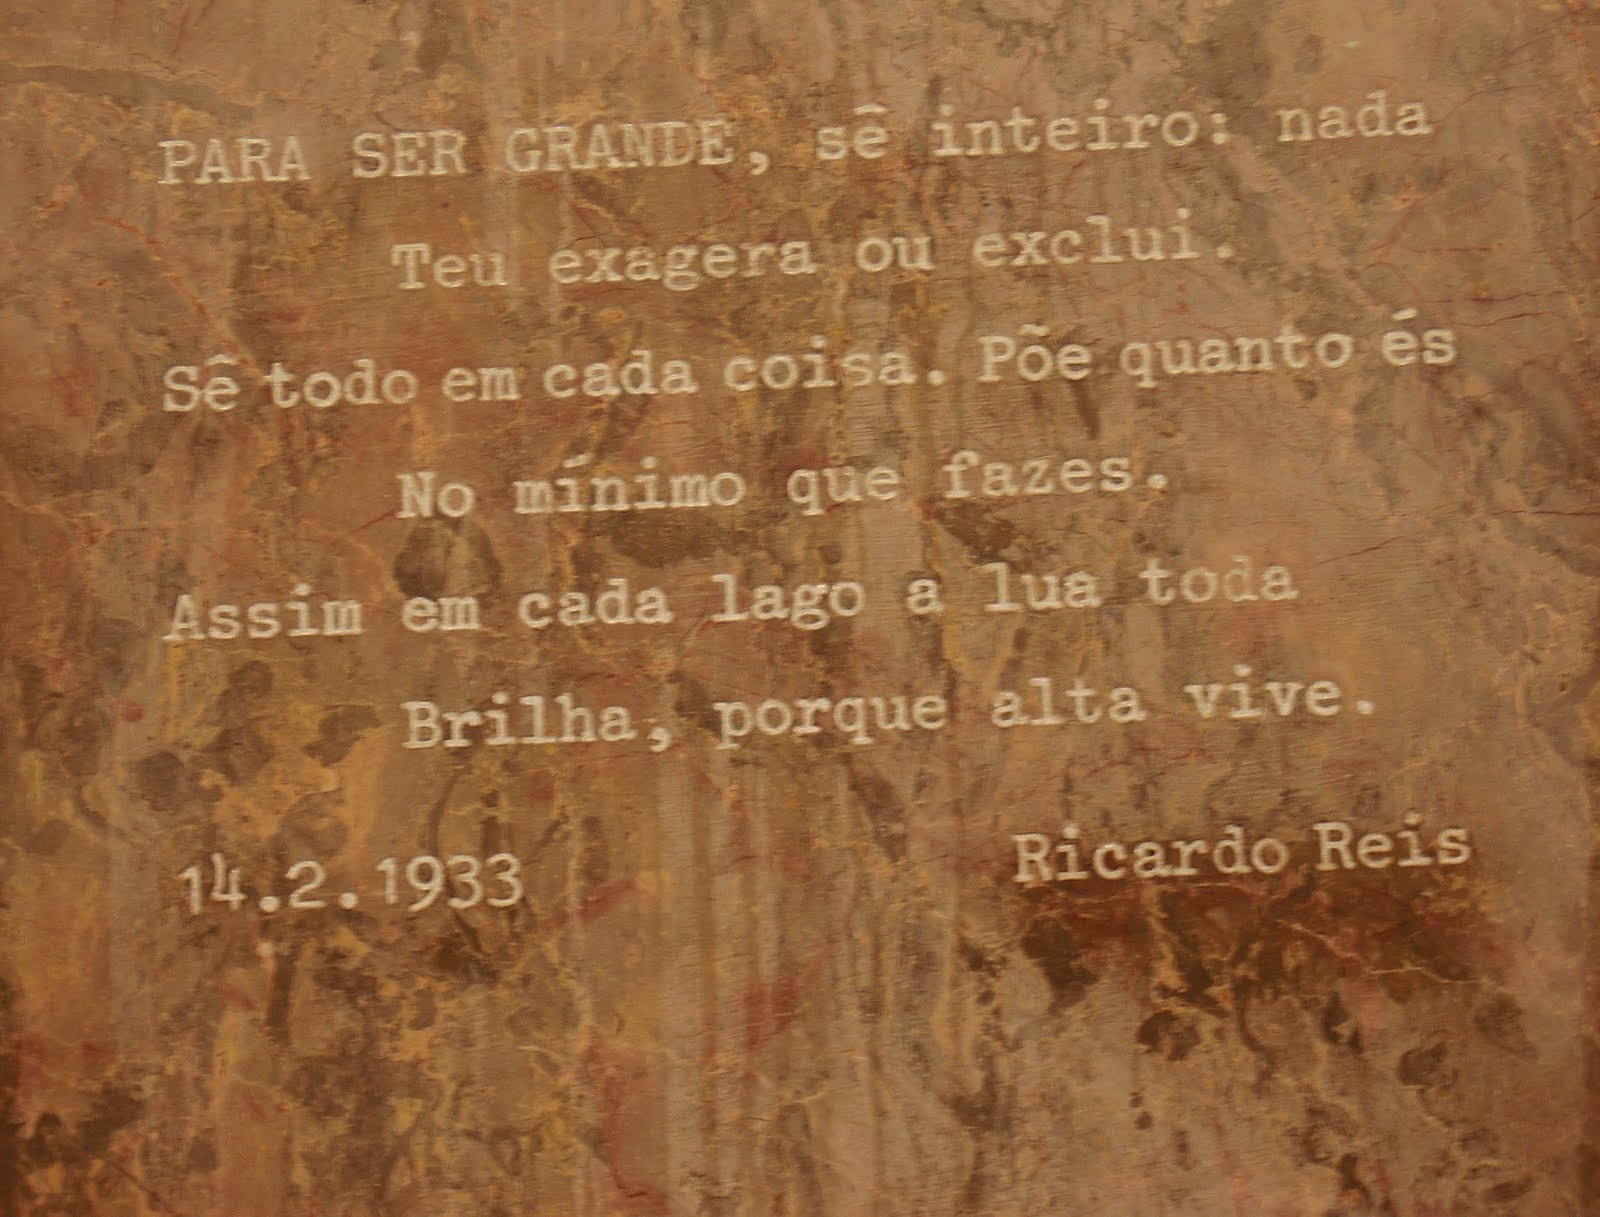 PARA SER GRANDE, sê inteiro: nada
Teu exagera ou exclui.
Sê todo em cada coisa. Põe quanto és
No mínimo que fazes.
Assim em cada lago a lua toda
Brilha, porque alta vive.
14.2.1933 Ricardo Reis